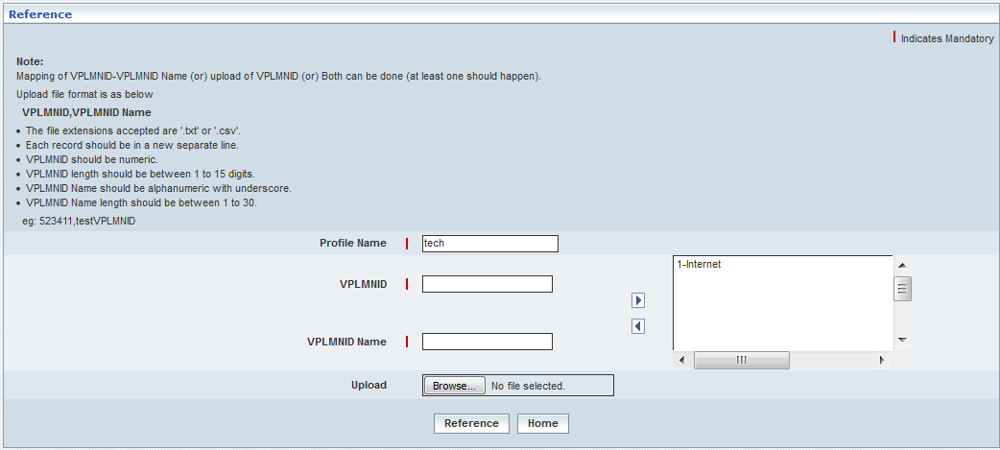 Reference
Indicates Mandatory
Note:
Mapping of VPLMNID-VPLMNID Name (or) upload of VPLMNID (or) Both can be done (at least one should happen).
Upload file format is as below
VPLMNID,VPLMNID Name
• The file extensions accepted are '.txt' or '.csv'.
• Each record should be in a new separate line.
• VPLMNID should be numeric.
• VPLMNID length should be between 1 to 15 digits.
• VPLMNID Name should be alphanumeric with underscore.
• VPLMNID Name length should be between 1 to 30.
eg: 523411,testVPLMNID
Profile Name tech
VPLMNID
1-Internet
VPLMNID Name
Upload Browse... No file selected.
Reference Home